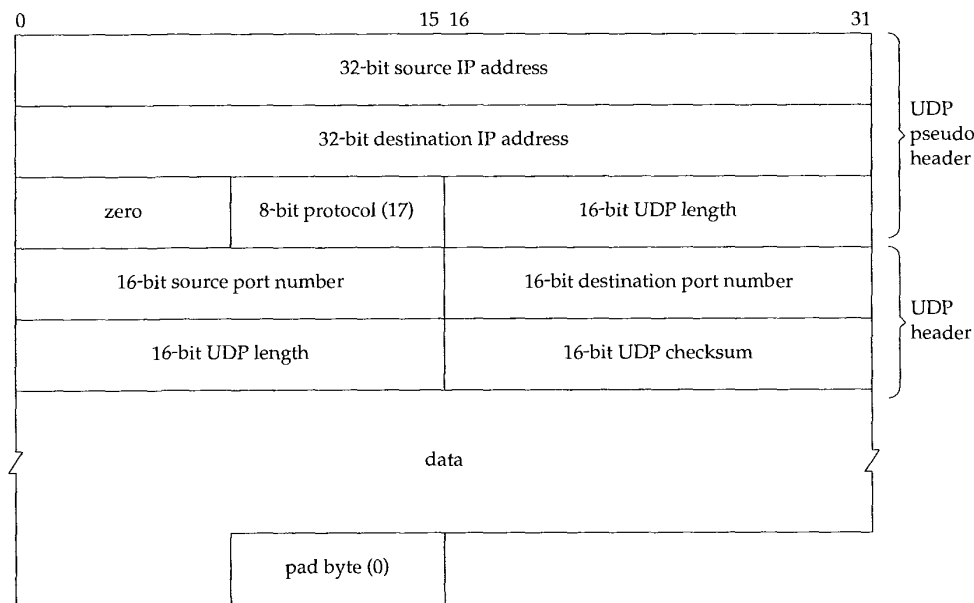 0 15 16 31
32-bit source IP address
32-bit destination IP address
UDP
pseudo
header
zero 8-bit protocol (17) 16-bit UDP length
16-bit source port number 16-bit destination port number
UDP
header
16-bit UDP length 16-bit UDP checksum
data
pad byte (0)